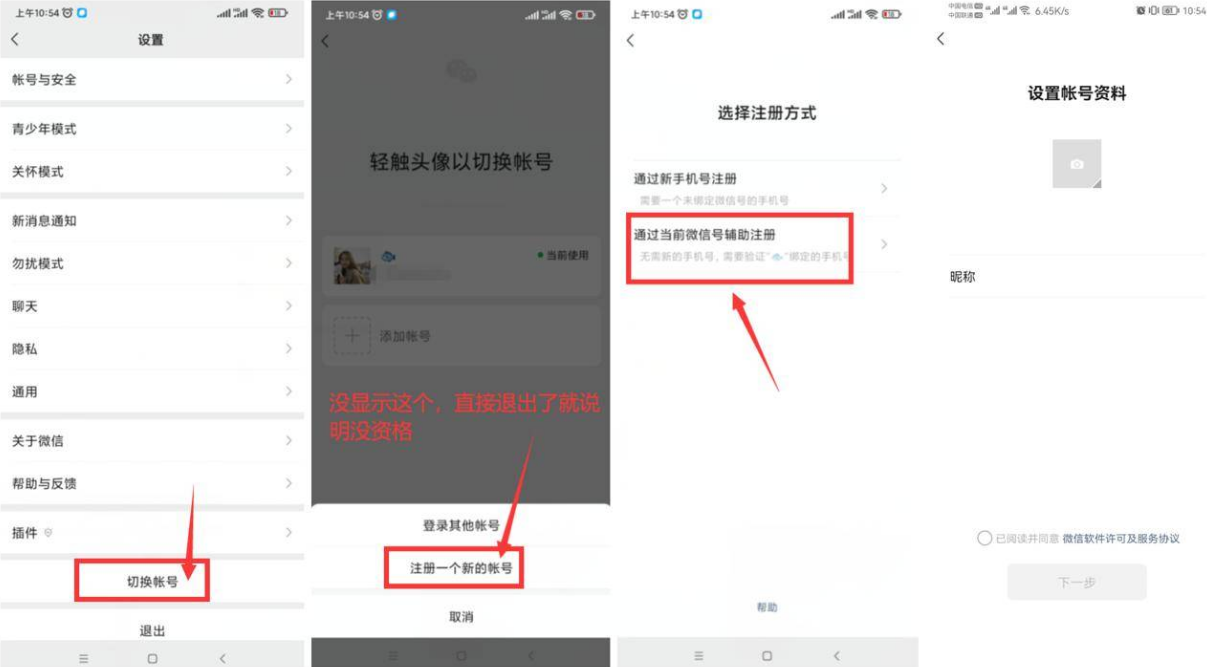 上午10:54
设置
帐号与安全
青少年模式
关怀模式
新消息通知
勿扰模式
聊天
隐私
通用
关于微信
帮助与反馈
插件
切换帐号
退出
上午10:54
轻触头像以切换帐号
当前使用
添加帐号
没显示这个，直接退出了就说
明没资格
登录其他帐号
注册一个新的帐号
取消
上午10:54
选择注册方式
通过新手机号注册
需要一个未绑定微信号的手机号
通过当前微信号辅助注册
无需新的手机号，需要验证“🐟”绑定的手机号
帮助
中国电信
中国联通
6.45K/s
10:54
设置帐号资料
昵称
已阅读并同意 微信软件许可及服务协议
下一步